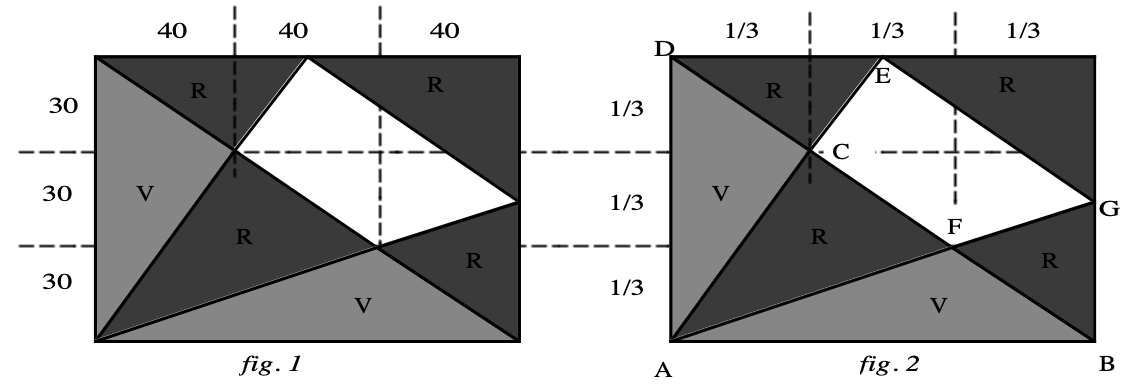 40 40 40 1/3 1/3 1/3
D
E
R R R R
30 1/3
C
V V
30 1/3
G
F
R R
R R
30 1/3
V V
fig. 1 fig. 2
A B